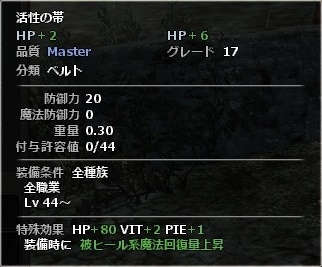 活性の帯
HP+2 HP+6
品質 Master グレード 17
分類 ベルト
防御力 20
魔法防御力 0
重量 0.30
付与許容値 0/44
装備条件 全種族
全職業
Lv 44～
特殊効果 HP+80 VIT+2 PIE+1
装備時に 被ヒール系魔法回復量上昇